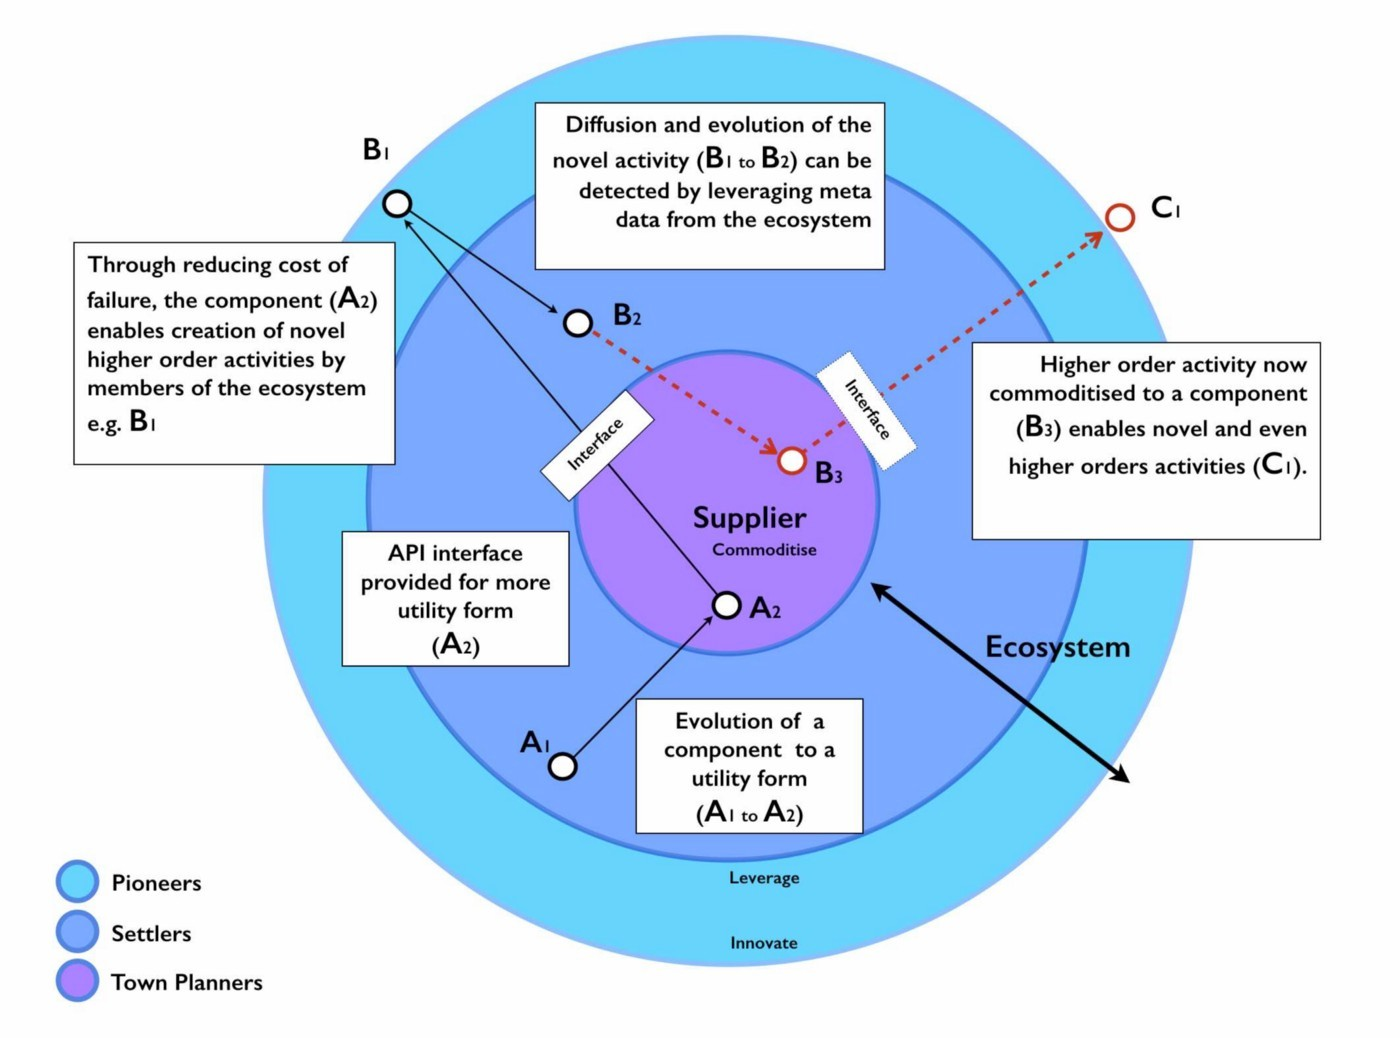 B1
Diffusion and evolution of the
novel activity (B1 to B2) can be
detected by leveraging meta
data from the ecosystem
C1
Through reducing cost of
failure, the component (A2)
enables creation of novel
higher order activities by
members of the ecosystem
e.g. B1
B2
Interface
Interface
Higher order activity now
commoditised to a component
(B3) enables novel and even
higher orders activities (C1).
B3
Supplier
Commoditise
API interface
provided for more
utility form
(A2)
A2
Ecosystem
A1
Evolution of a
component to a
utility form
(A1 to A2)
Leverage
Innovate
Pioneers
Settlers
Town Planners